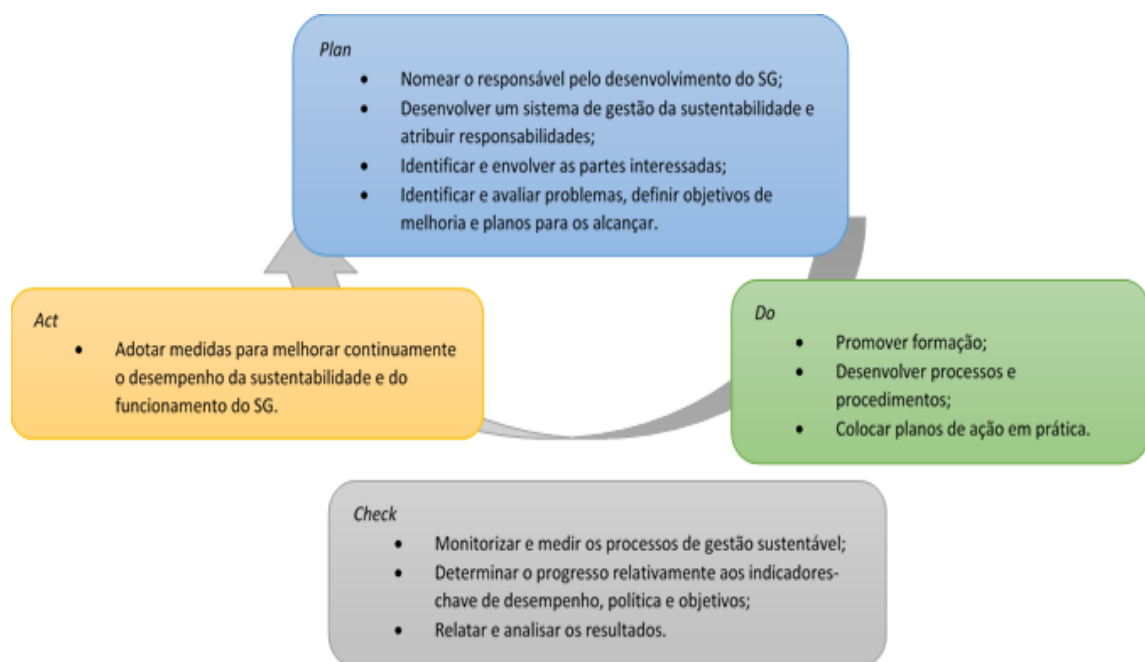 Plan
• Nomear o responsável pelo desenvolvimento do SG;
• Desenvolver um sistema de gestão da sustentabilidade e
atribuir responsabilidades;
• Identificar e envolver as partes interessadas;
• Identificar e avaliar problemas, definir objetivos de
melhoria e planos para os alcançar.
Do
• Promover formação;
• Desenvolver processos e
procedimentos;
• Colocar planos de ação em prática.
Check
• Monitorizar e medir os processos de gestão sustentável;
• Determinar o progresso relativamente aos indicadores-
chave de desempenho, política e objetivos;
• Relatar e analisar os resultados.
Act
• Adotar medidas para melhorar continuamente
o desempenho da sustentabilidade e do
funcionamento do SG.